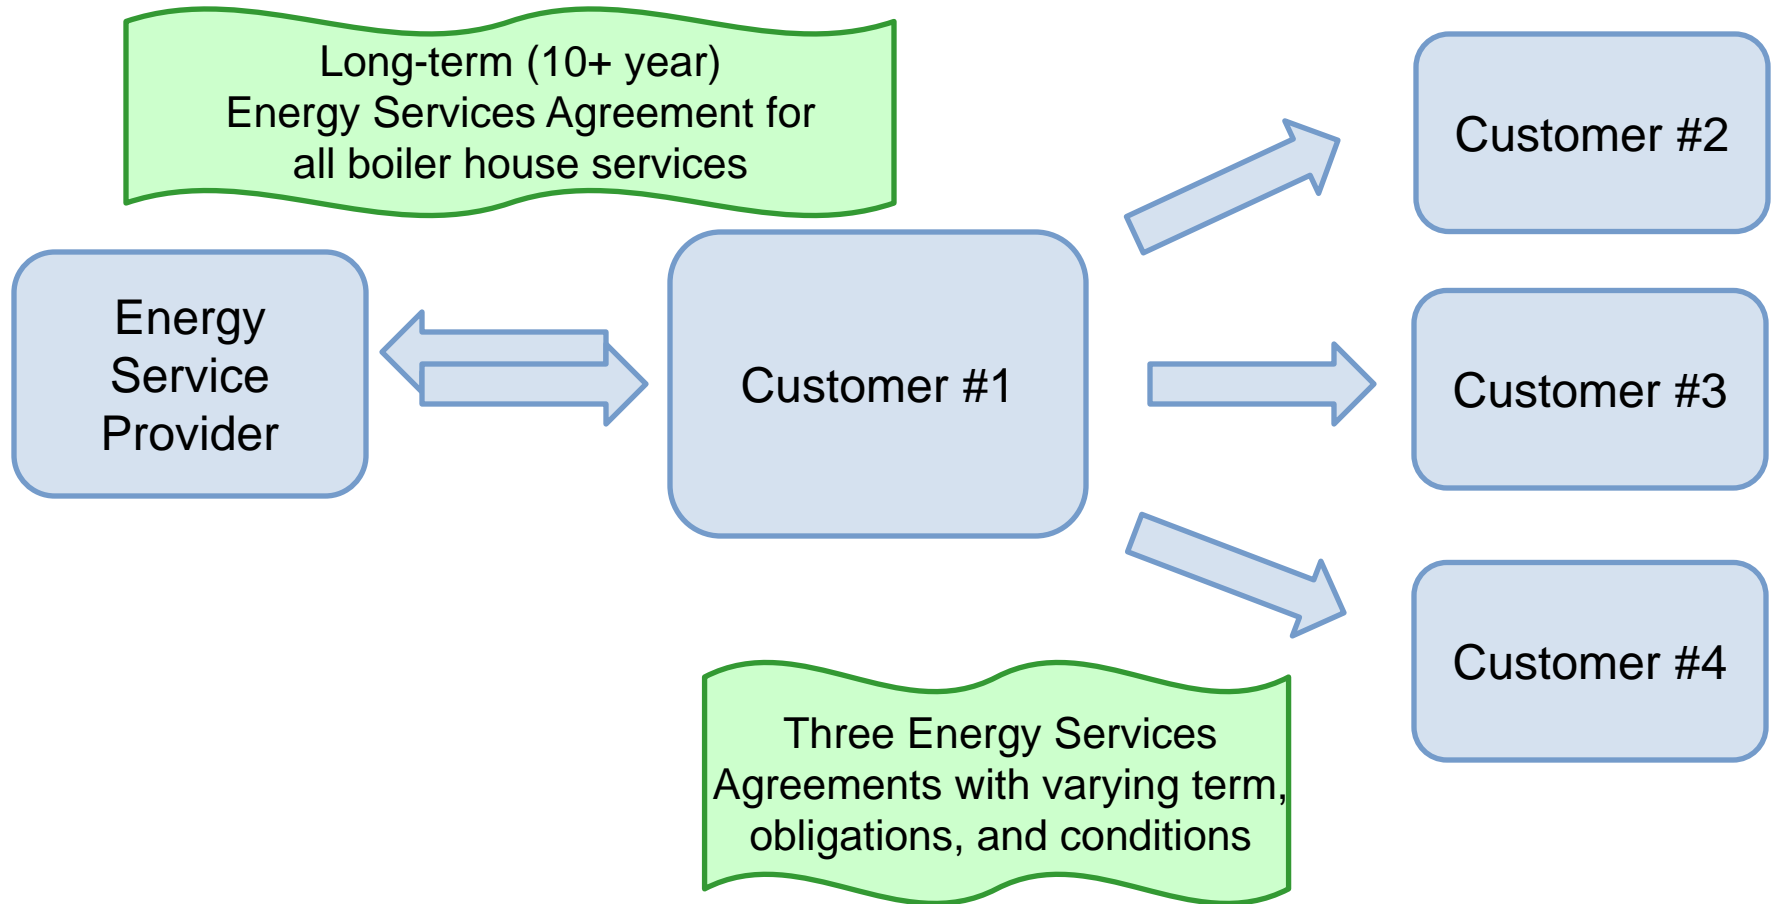 Long-term (10+ year)
Energy Services Agreement for
all boiler house services
Energy
Service
Provider
Customer #1
Customer #2
Customer #3
Customer #4
Three Energy Services
Agreements with varying term,
obligations, and conditions